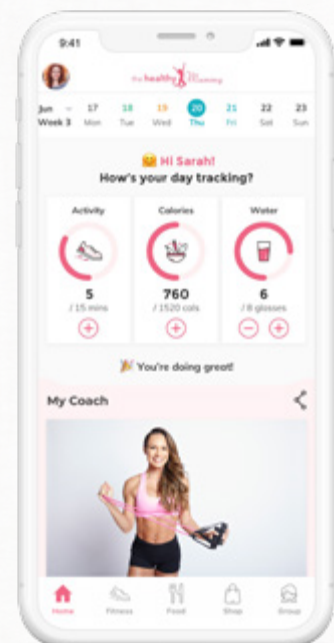 9:41
the healthy mummy
Jun 17 18 19 20 21 22 23
Week 3 Mon Tue Wed Thu Fri Sat Sun
Hi Sarah!
How's your day tracking?
Activity Calories Water
5 760 6
/ 15 mins / 1520 cals / 8 glasses
You're doing great!
My Coach
Home Fitness Food Shop Group